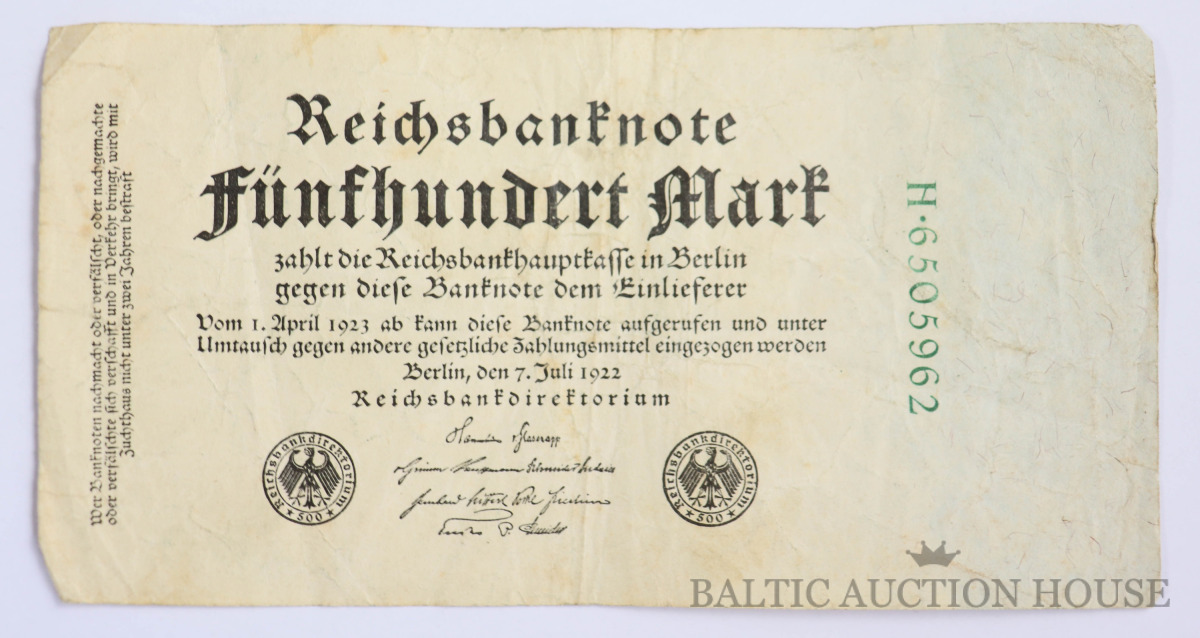 Reichsbanknote
Fünfhundert Mark
zahlt die Reichsbankhauptkasse in Berlin
gegen diese Banknote dem Einlieferer
Vom 1. April 1923 ab kann diese Banknote aufgerufen und unter
Umtausch gegen andere gesetzliche Zahlungsmittel eingezogen werden
Berlin, den 7. Juli 1922
Reichsbankdirektorium
v. Glasenapp
Reichsbankdirektorium
500
Reichsbankdirektorium
500
Wer Banknoten nachmacht oder verfälscht, oder nachgemachte
oder verfälschte sich verschafft und in Verkehr bringt, wird mit
Zuchthaus nicht unter zwei Jahren bestraft
H·6505962
BALTIC AUCTION HOUSE